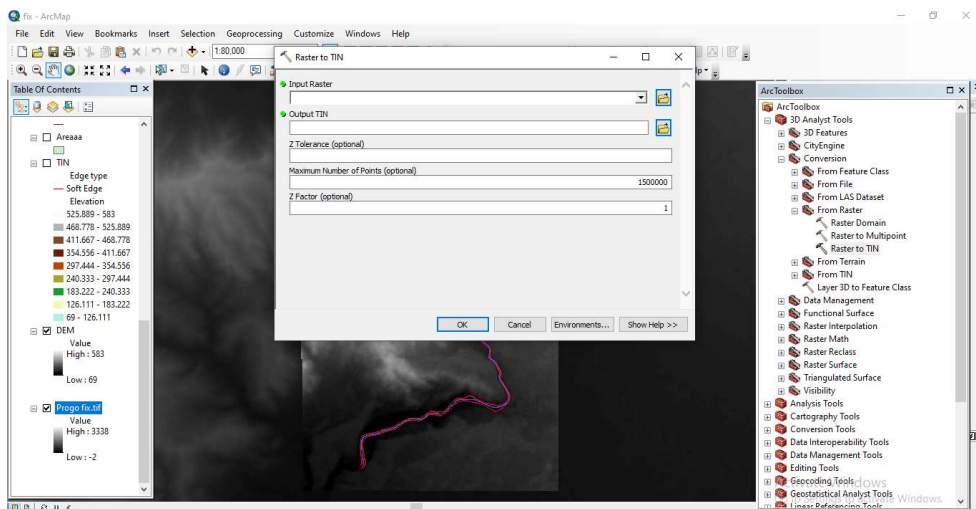 fix - ArcMap
File Edit View Bookmarks Insert Selection Geoprocessing Customize Windows Help
1:80,000
Table Of Contents
Areaaa
TIN
Edge type
Soft Edge
Elevation
525.889 - 583
468.778 - 525.889
411.667 - 468.778
354.556 - 411.667
297.444 - 354.556
240.333 - 297.444
183.222 - 240.333
126.111 - 183.222
69 - 126.111
DEM
Value
High : 583
Low : 69
Progo fix.tif
Value
High : 3338
Low : -2
Raster to TIN
Input Raster
Output TIN
Z Tolerance (optional)
Maximum Number of Points (optional)
1500000
Z Factor (optional)
1
OK Cancel Environments... Show Help >>
ArcToolbox
ArcToolbox
3D Analyst Tools
3D Features
CityEngine
Conversion
From Feature Class
From File
From LAS Dataset
From Raster
Raster Domain
Raster to Multipoint
Raster to TIN
From Terrain
From TIN
Layer 3D to Feature Class
Data Management
Functional Surface
Raster Interpolation
Raster Math
Raster Reclass
Raster Surface
Triangulated Surface
Visibility
Analysis Tools
Cartography Tools
Conversion Tools
Data Interoperability Tools
Data Management Tools
Editing Tools
Geocoding Tools
Geostatistical Analyst Tools
Linear Referencing Tools